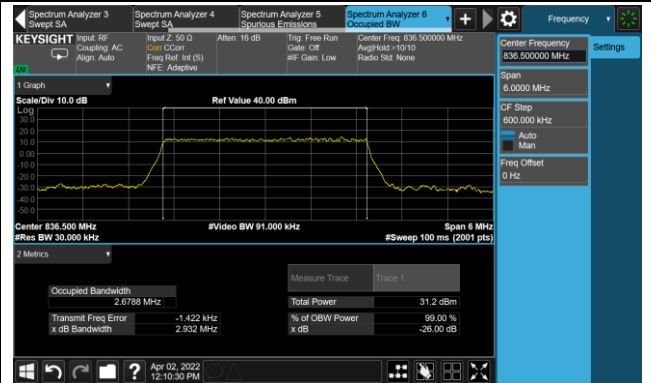 Spectrum Analyzer 3
Swept SA
Spectrum Analyzer 4
Swept SA
Spectrum Analyzer 5
Spurious Emissions
Spectrum Analyzer 6
Occupied BW
Frequency
KEYSIGHT
Input: RF
Coupling: AC
Align: Auto
Input Z: 50 Ω
Corr CCorr
Freq Ref: Int (S)
NFE: Adaptive
Atten: 16 dB
Trig: Free Run
Gate: Off
#IF Gain: Low
Center Freq: 836.500000 MHz
Avg|Hold:>10/10
Radio Std: None
LXI
Center Frequency
836.500000 MHz
Settings
Span
6.0000 MHz
CF Step
600.000 kHz
Auto
Man
Freq Offset
0 Hz
1 Graph
Scale/Div 10.0 dB
Ref Value 40.00 dBm
Log
30.0
20.0
10.0
0.00
-10.0
-20.0
-30.0
-40.0
-50.0
Center 836.500 MHz
#Video BW 91.000 kHz
Span 6 MHz
#Res BW 30.000 kHz
#Sweep 100 ms (2001 pts)
2 Metrics
Measure Trace
Trace 1
Occupied Bandwidth
2.6788 MHz
Total Power
31.2 dBm
Transmit Freq Error
-1.422 kHz
% of OBW Power
99.00 %
x dB Bandwidth
2.932 MHz
x dB
-26.00 dB
Apr 02, 2022
12:10:30 PM